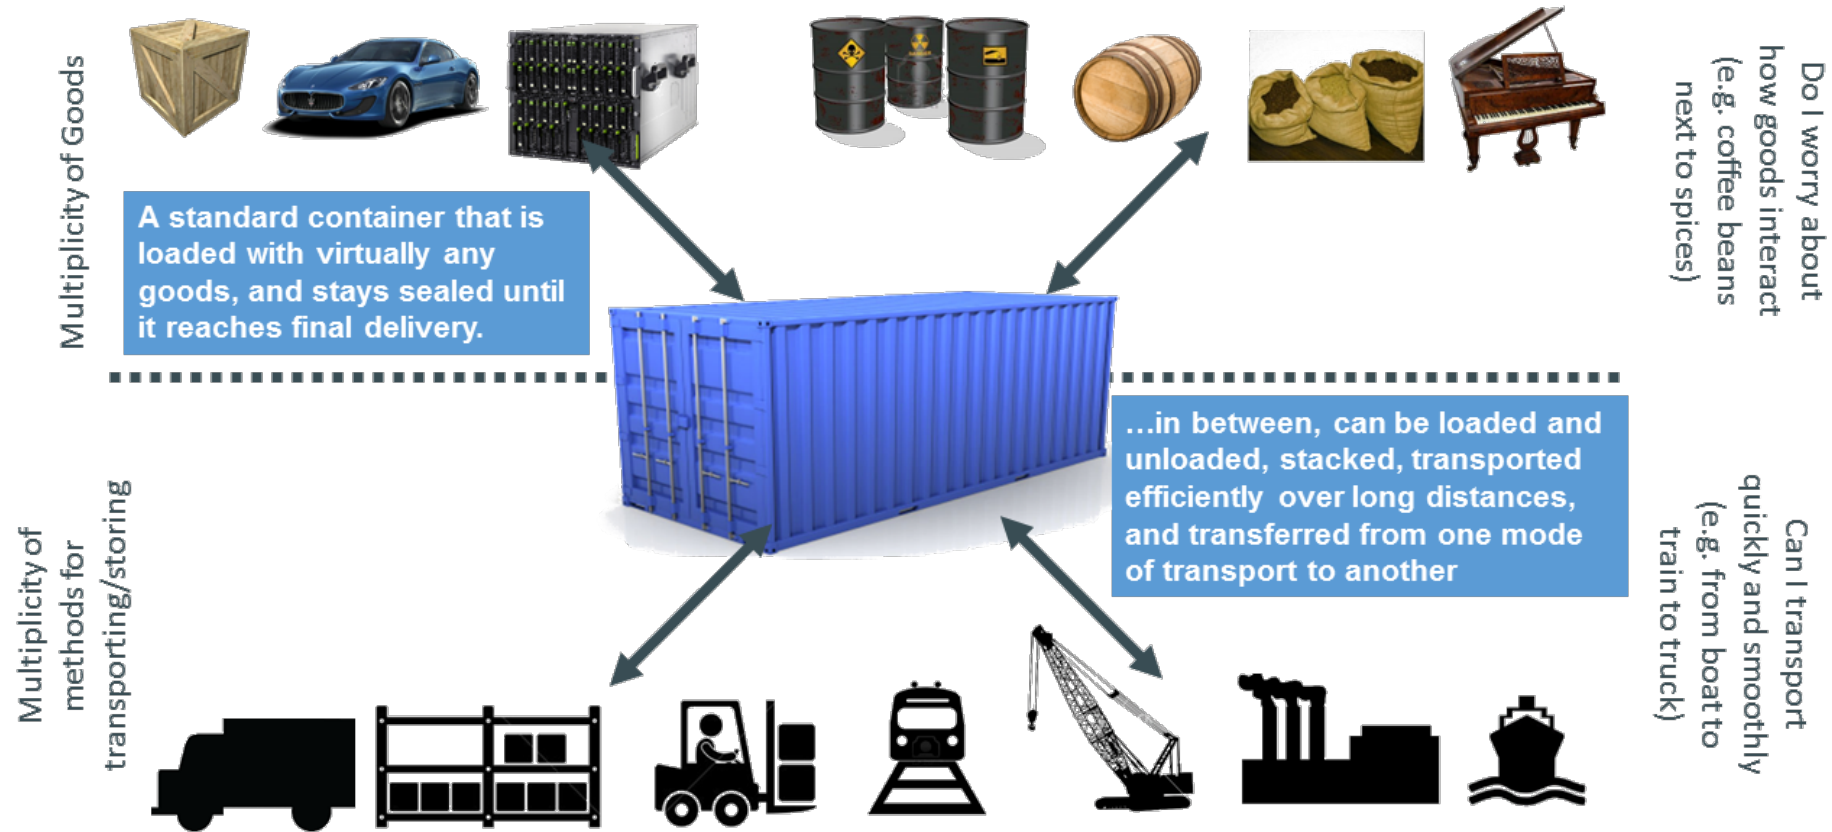 Multiplicity of Goods
A standard container that is
loaded with virtually any
goods, and stays sealed until
it reaches final delivery.
Do I worry about
how goods interact
(e.g. coffee beans
next to spices)
Multiplicity of
methods for
transporting/storing
…in between, can be loaded and
unloaded, stacked, transported
efficiently over long distances,
and transferred from one mode
of transport to another
Can I transport
quickly and smoothly
(e.g. from boat to
train to truck)